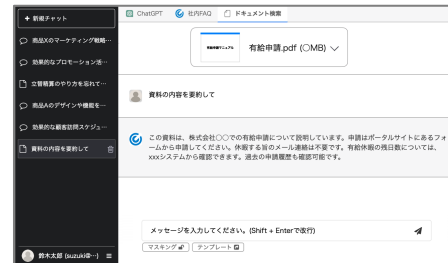 + 新規チャット
商品Xのマーケティング戦略…
効果的なプロモーション活…
立替精算のやり方を忘れて…
商品Aのデザインや機能を…
効果的な顧客訪問スケジュ…
資料の内容を要約して
鈴木太郎 (suzuki@…)
ChatGPT 社内FAQ ドキュメント検索
有給申請マニュアル
有給申請.pdf (○MB)
資料の内容を要約して
この資料は、株式会社○○での有給申請について説明しています。申請はポータルサイトにあるフォ
ームから申請してください。休暇する旨のメール連絡は不要です。有給休暇の残日数については、
xxxシステムから確認できます。過去の申請履歴も確認可能です。
メッセージを入力してください。(Shift + Enterで改行)
マスキング テンプレート